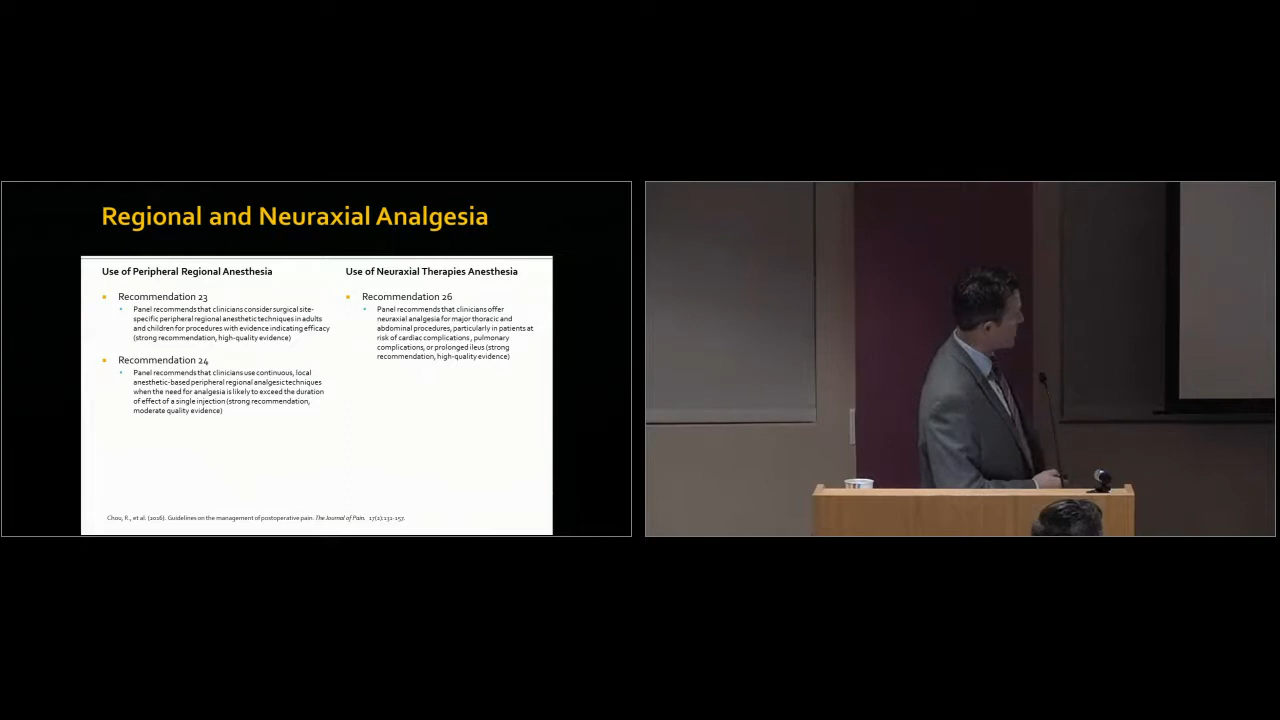 Regional and Neuraxial Analgesia
Use of Peripheral Regional Anesthesia
Recommendation 23
Panel recommends that clinicians consider surgical site-
specific peripheral regional anesthetic techniques in adults
and children for procedures with evidence indicating efficacy
(strong recommendation, high-quality evidence)
Recommendation 24
Panel recommends that clinicians use continuous, local
anesthetic-based peripheral regional analgesic techniques
when the need for analgesia is likely to exceed the duration
of effect of a single injection (strong recommendation,
moderate quality evidence)
Use of Neuraxial Therapies Anesthesia
Recommendation 26
Panel recommends that clinicians offer
neuraxial analgesia for major thoracic and
abdominal procedures, particularly in patients at
risk of cardiac complications, pulmonary
complications, or prolonged ileus (strong
recommendation, high-quality evidence)
Chou, R., et al. (2016). Guidelines on the management of postoperative pain. The Journal of Pain. 17(2):131-157.